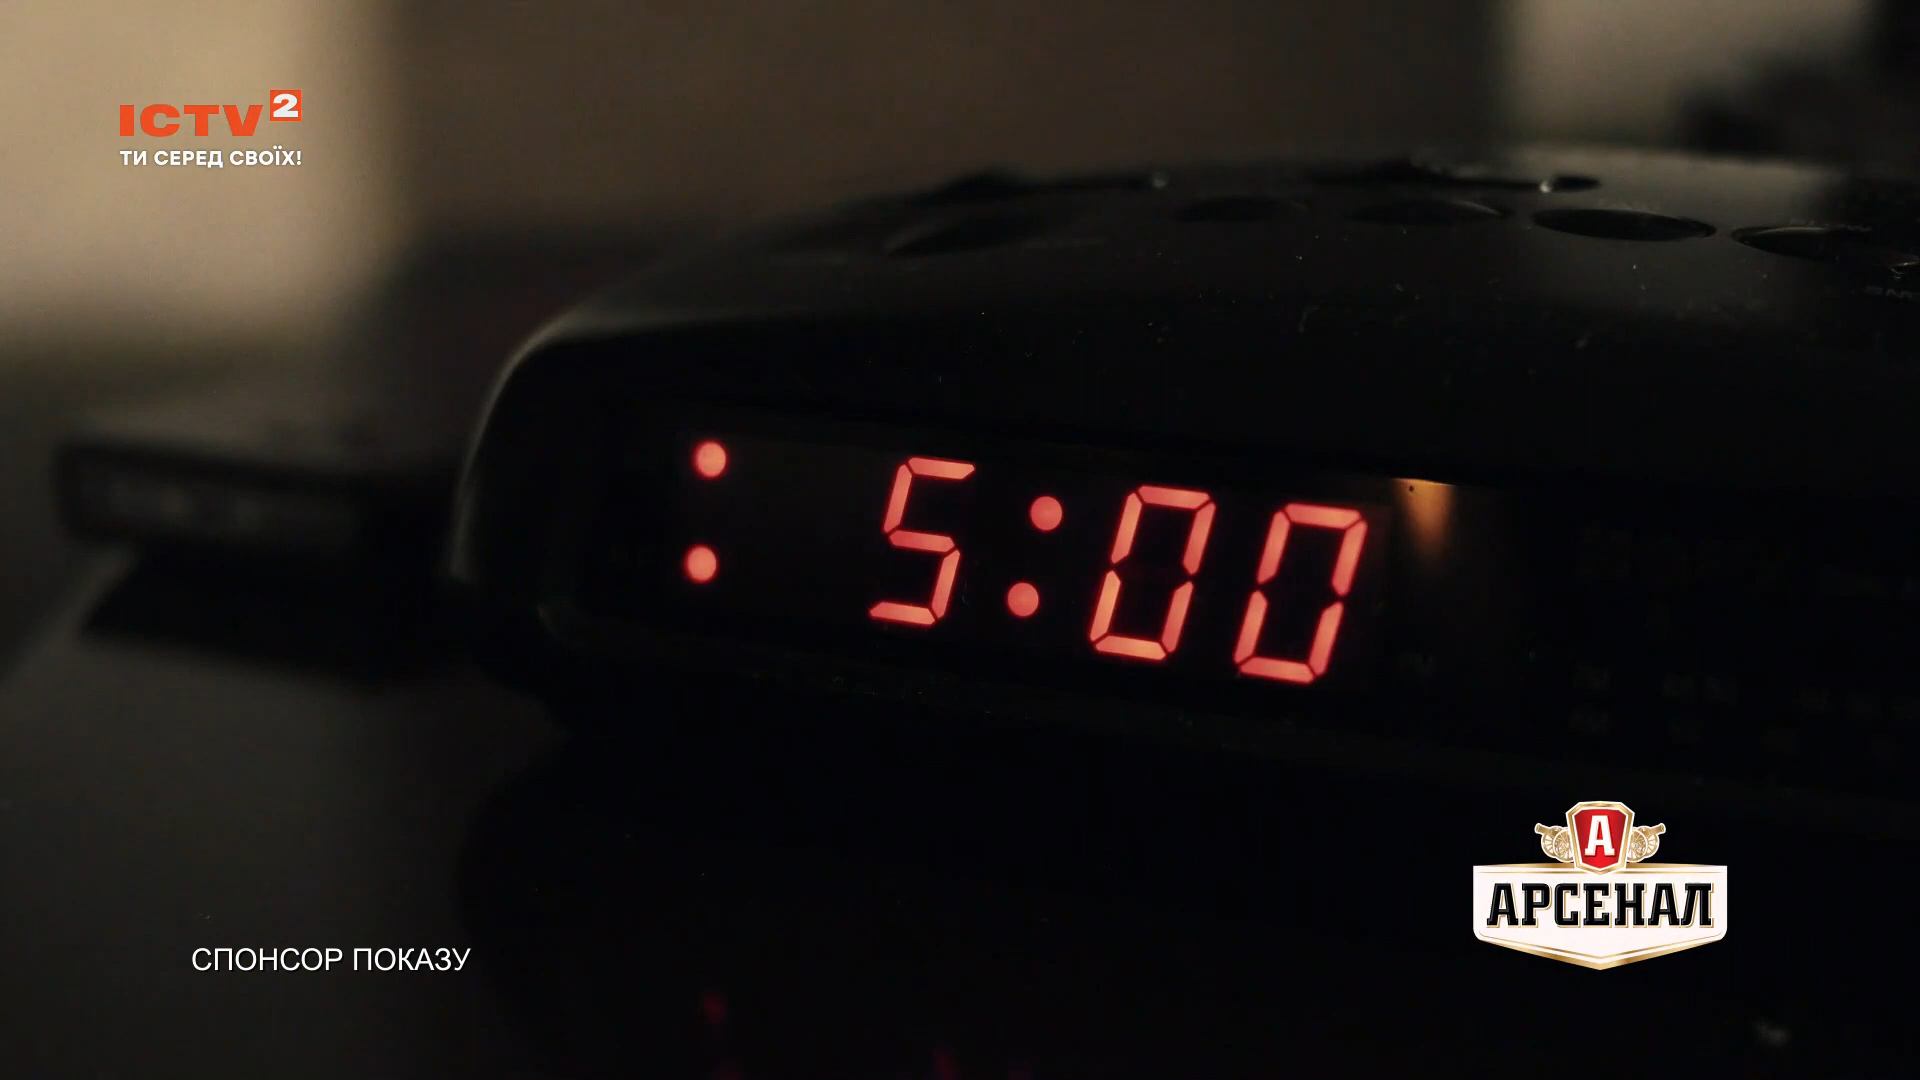 ICTV2
ТИ СЕРЕД СВОЇХ!
5:00
А
АРСЕНАЛ
СПОНСОР ПОКАЗУ